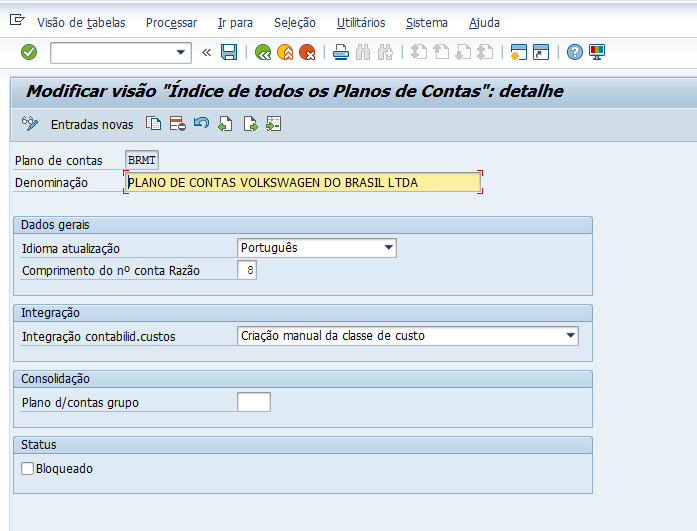 Visão de tabelas Processar Ir para Seleção Utilitários Sistema Ajuda
Modificar visão "Índice de todos os Planos de Contas": detalhe
Entradas novas
Plano de contas BRMT
Denominação PLANO DE CONTAS VOLKSWAGEN DO BRASIL LTDA
Dados gerais
Idioma atualização Português
Comprimento do nº conta Razão 8
Integração
Integração contabilid.custos Criação manual da classe de custo
Consolidação
Plano d/contas grupo
Status
Bloqueado